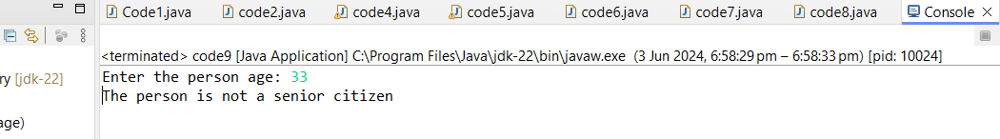 Code1.java code2.java code4.java code5.java code6.java code7.java code8.java Console
<terminated> code9 [Java Application] C:\Program Files\Java\jdk-22\bin\javaw.exe (3 Jun 2024, 6:58:29 pm – 6:58:33 pm) [pid: 10024]
ry [jdk-22]
Enter the person age: 33
The person is not a senior citizen
age)